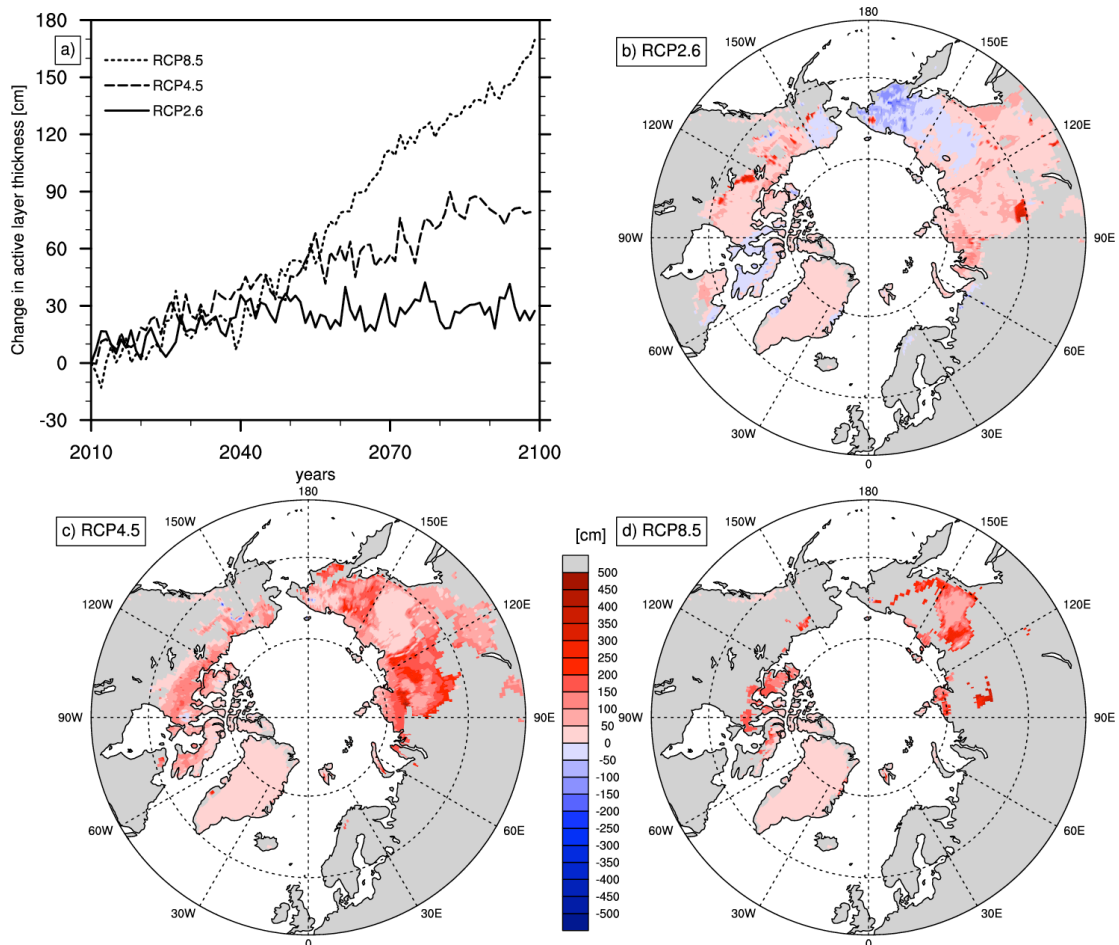 a)
Change in active layer thickness [cm]
180
150
120
90
60
30
0
-30
RCP8.5
RCP4.5
RCP2.6
2010 2040 2070 2100
years
b) RCP2.6
180
150W 150E
120W 120E
90W 90E
60W 60E
30W 30E
0
c) RCP4.5
180
150W 150E
120W 120E
90W 90E
60W 60E
30W 30E
0
[cm]
500
450
400
350
300
250
200
150
100
50
0
-50
-100
-150
-200
-250
-300
-350
-400
-450
-500
d) RCP8.5
180
150W 150E
120W 120E
90W 90E
60W 60E
30W 30E
0